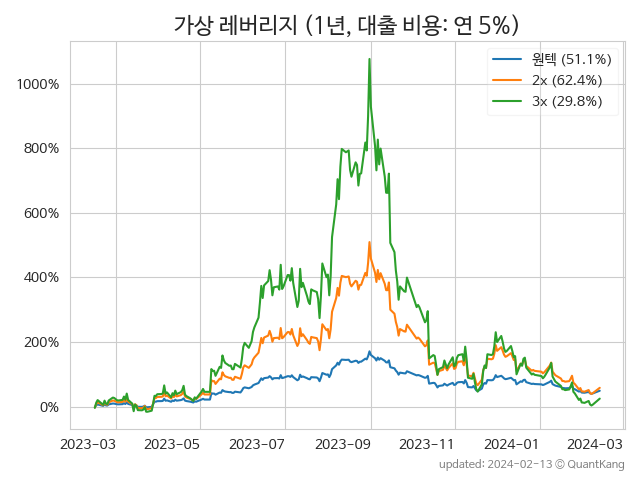 가상 레버리지 (1년, 대출 비용: 연 5%)
원텍 (51.1%)
2x (62.4%)
3x (29.8%)
1000%
800%
600%
400%
200%
0%
2023-03 2023-05 2023-07 2023-09 2023-11 2024-01 2024-03
updated: 2024-02-13 © QuantKang